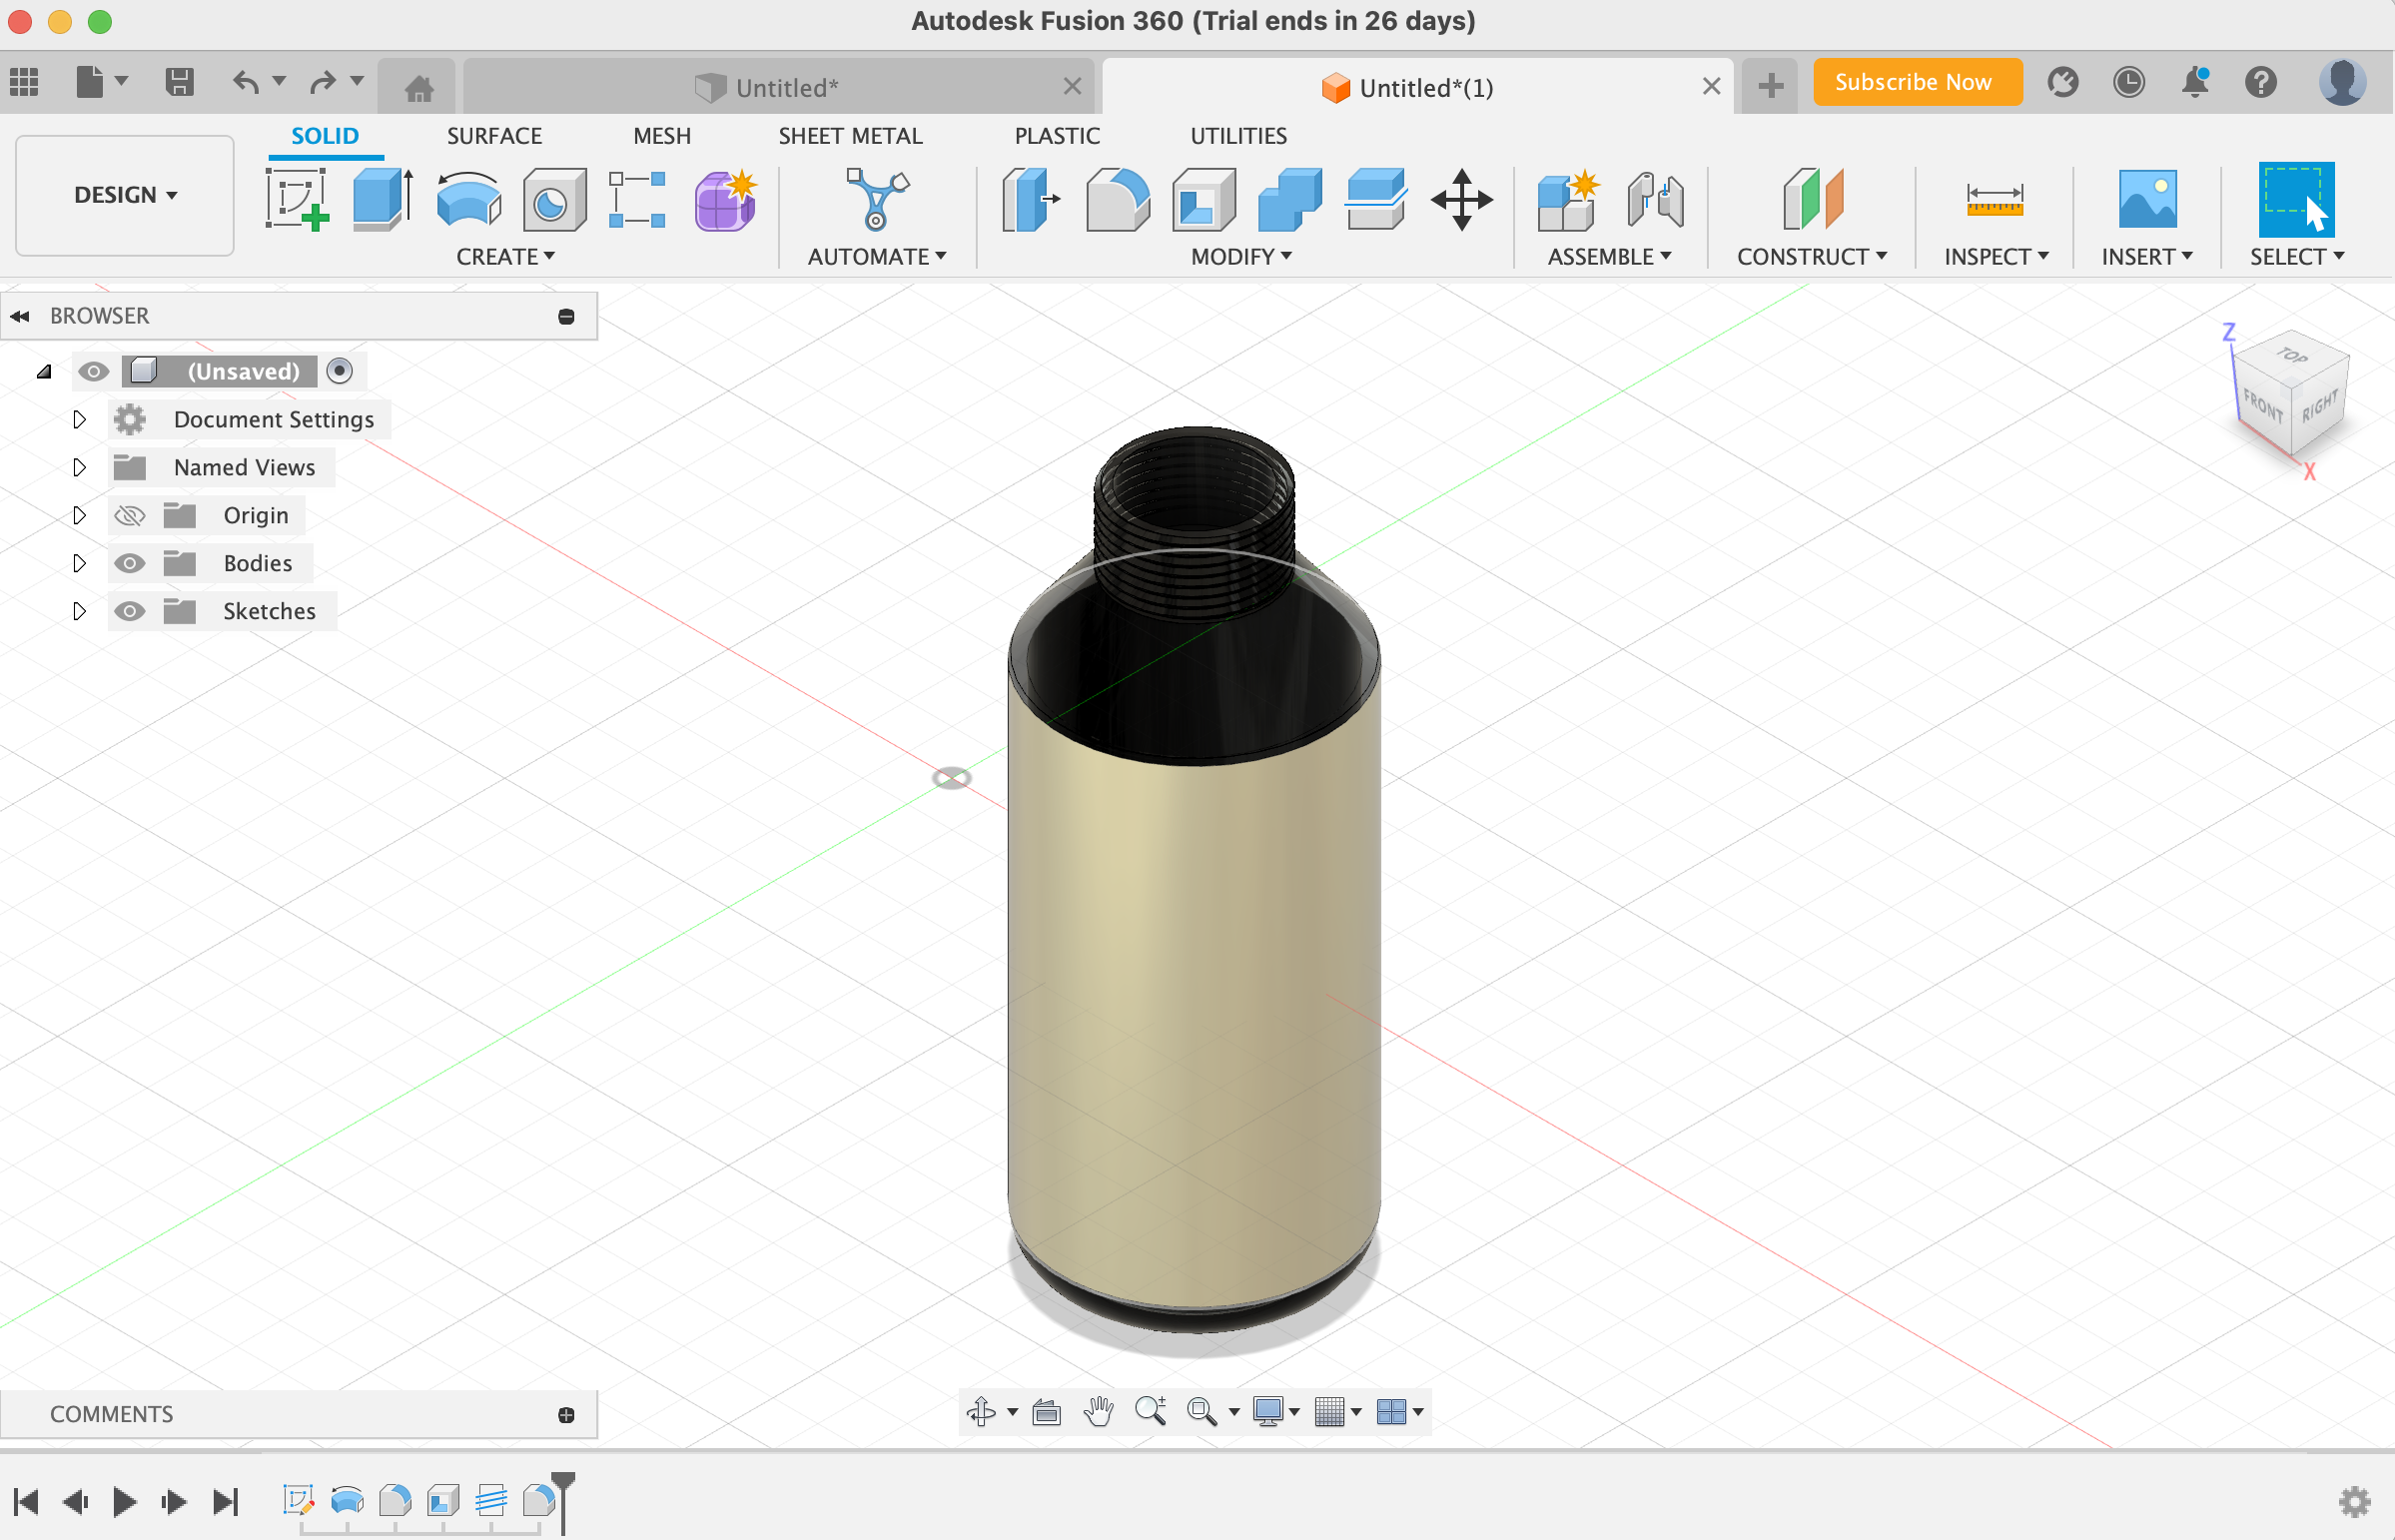 Autodesk Fusion 360 (Trial ends in 26 days)
Untitled*
Untitled*(1)
Subscribe Now
DESIGN
SOLID
SURFACE
MESH
SHEET METAL
PLASTIC
UTILITIES
CREATE
AUTOMATE
MODIFY
ASSEMBLE
CONSTRUCT
INSPECT
INSERT
SELECT
BROWSER
(Unsaved)
Document Settings
Named Views
Origin
Bodies
Sketches
Z
TOP
FRONT
RIGHT
X
COMMENTS